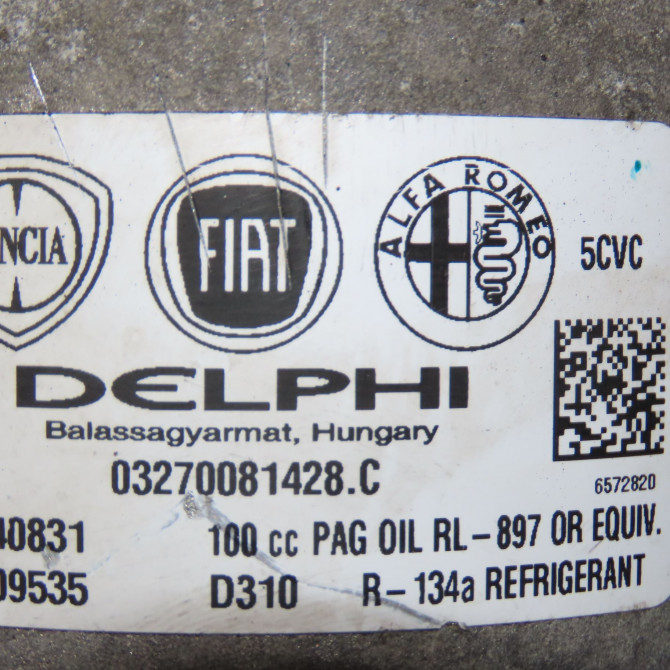 NCIA
FIAT
ALFA ROMEO
5CVC
DELPHI
Balassagyarmat, Hungary
03270081428.C
6572820
40831 100 cc PAG OIL RL-897 OR EQUIV.
09535 D310 R-134a REFRIGERANT